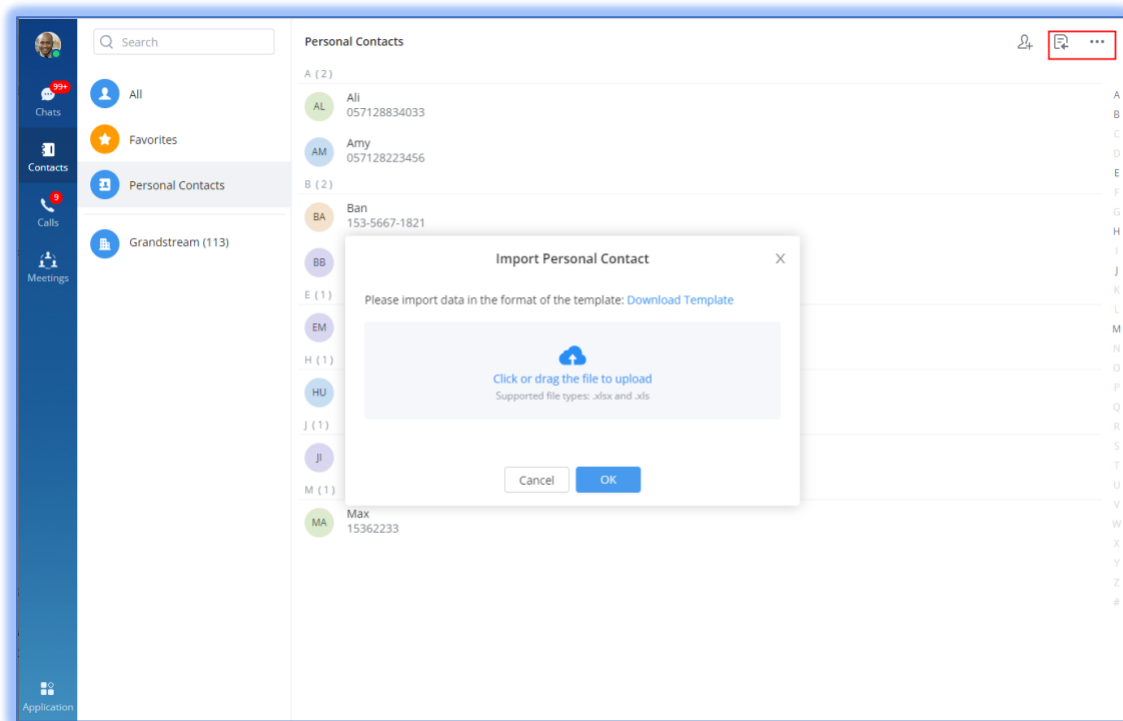 Search
Personal Contacts
A ( 2 )
99+
Chats
Contacts
9
Calls
Meetings
Application
All
Favorites
Personal Contacts
Grandstream (113)
AL
Ali
057128834033
AM
Amy
057128223456
B ( 2 )
BA
Ban
153-5667-1821
BB
E ( 1 )
EM
H ( 1 )
HU
J ( 1 )
JI
M ( 1 )
MA
Max
15362233
Import Personal Contact
X
Please import data in the format of the template: Download Template
Click or drag the file to upload
Supported file types: .xlsx and .xls
Cancel
OK
A
B
C
D
E
F
G
H
I
J
K
L
M
N
O
P
Q
R
S
T
U
V
W
X
Y
Z
#